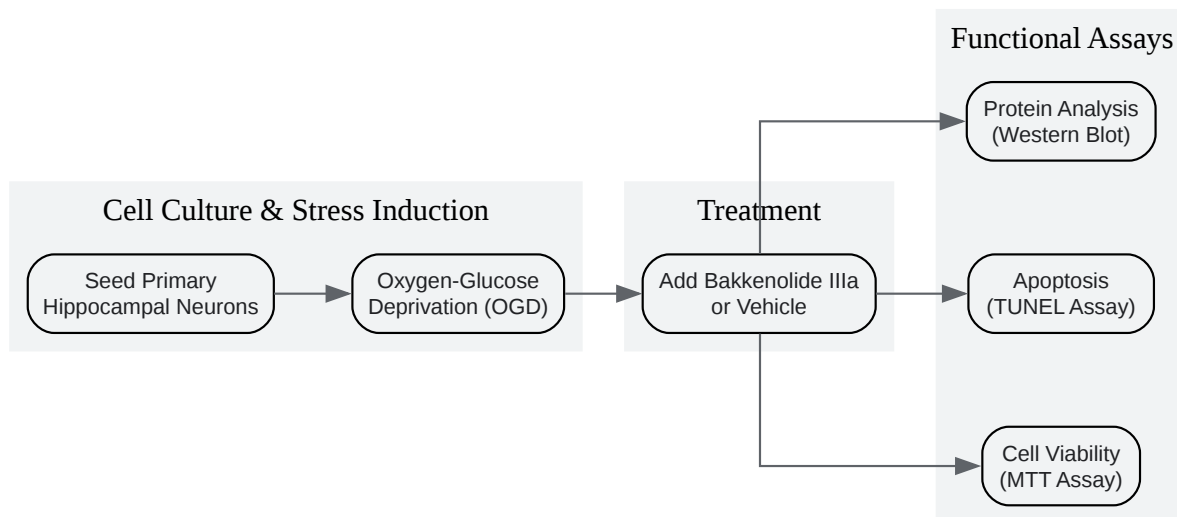 Functional Assays
Protein Analysis
(Western Blot)
Cell Culture & Stress Induction
Treatment
Seed Primary
Hippocampal Neurons
Oxygen-Glucose
Deprivation (OGD)
Add Bakkenolide IIIa
or Vehicle
Apoptosis
(TUNEL Assay)
Cell Viability
(MTT Assay)